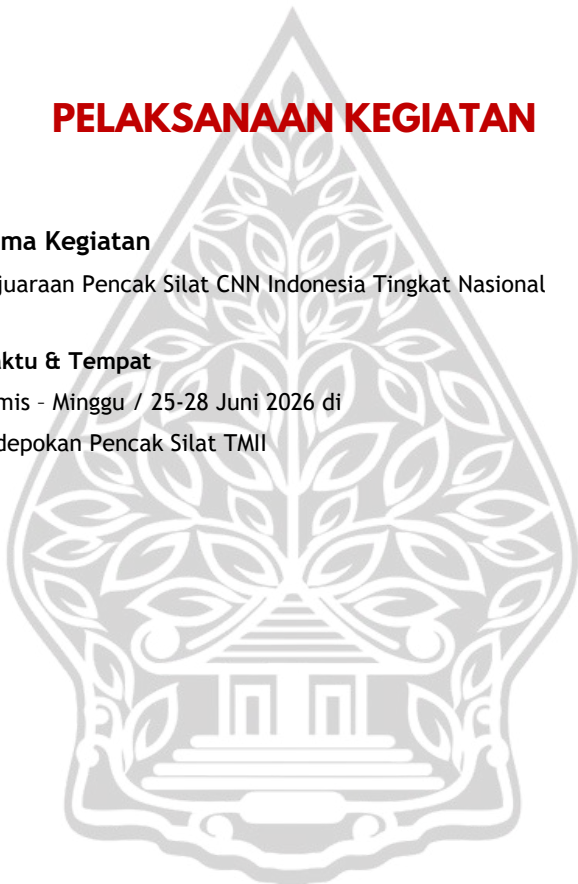 PELAKSANAAN KEGIATAN
ma Kegiatan
juaraan Pencak Silat CNN Indonesia Tingkat Nasional
aktu & Tempat
mis – Minggu / 25-28 Juni 2026 di
depokan Pencak Silat TMII